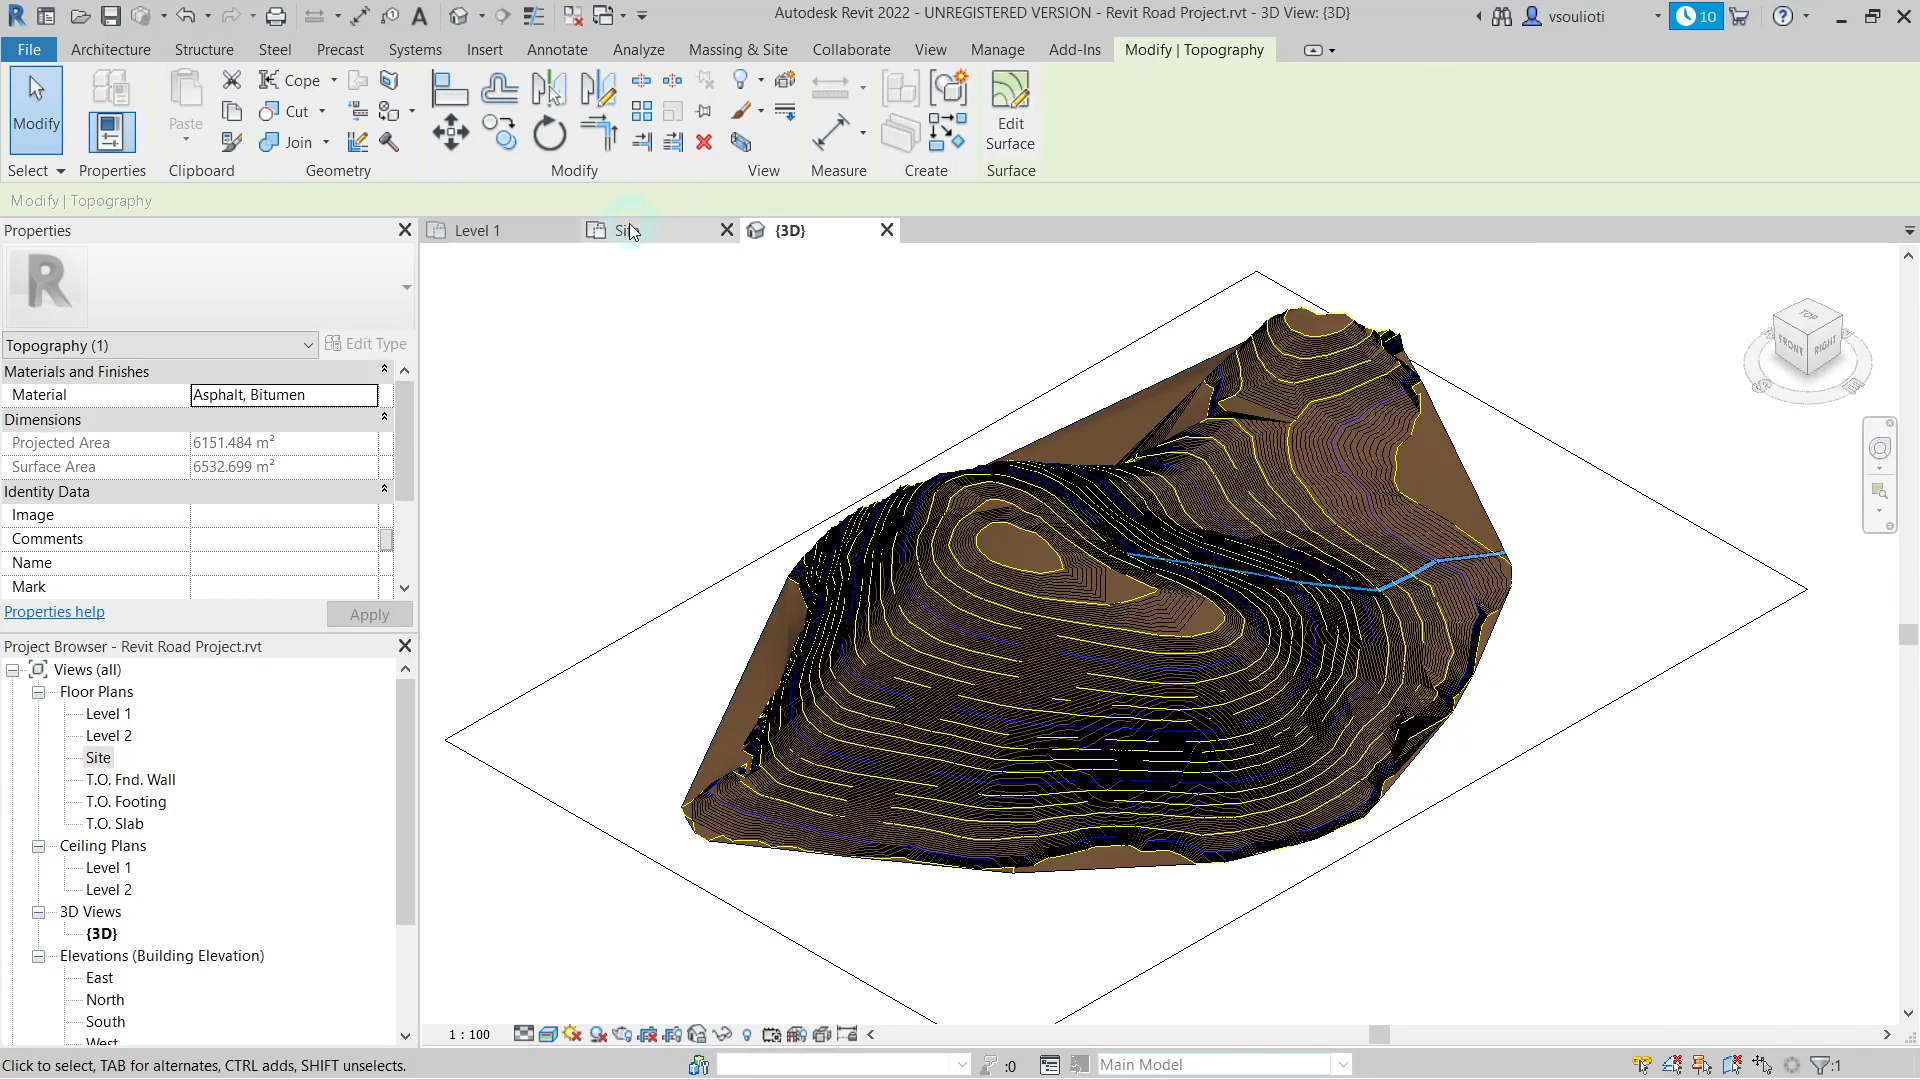 Autodesk Revit 2022 - UNREGISTERED VERSION - Revit Road Project.rvt - 3D View: {3D}
vsoulioti
10
File Architecture Structure Steel Precast Systems Insert Annotate Analyze Massing & Site Collaborate View Manage Add-Ins Modify | Topography
Modify
Paste
Cope
Cut
Join
Edit
Surface
Select Properties Clipboard Geometry Modify View Measure Create Surface
Modify | Topography
Properties
Level 1
{3D}
Topography (1)
Edit Type
Materials and Finishes
Material Asphalt, Bitumen
Dimensions
Projected Area 6151.484 m²
Surface Area 6532.699 m²
Identity Data
Image
Comments
Name
Mark
Properties help
Apply
TOP
FRONT
RIGHT
S
E
Project Browser - Revit Road Project.rvt
Views (all)
Floor Plans
Level 1
Level 2
Site
T.O. Fnd. Wall
T.O. Footing
T.O. Slab
Ceiling Plans
Level 1
Level 2
3D Views
{3D}
Elevations (Building Elevation)
East
North
South
West
1 : 100
Click to select, TAB for alternates, CTRL adds, SHIFT unselects.
:0
Main Model
:1